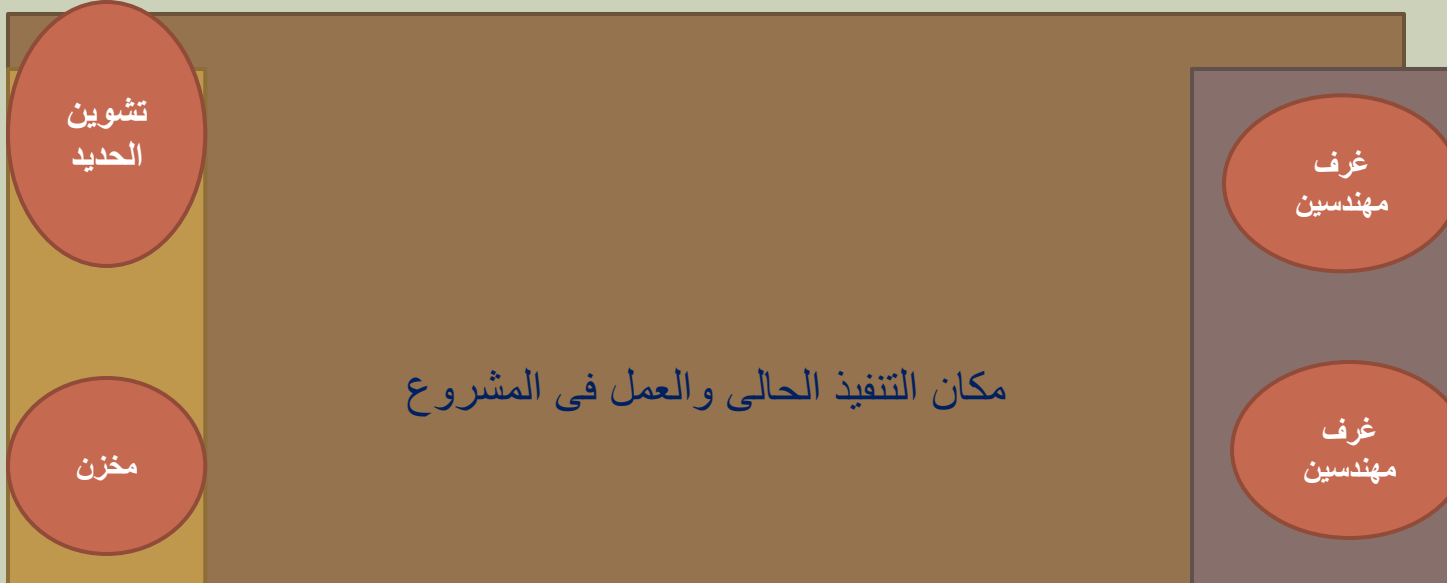 غرف
مهندسين
تشوين
الحديد
مكان التنفيذ الحالى والعمل فى المشروع
غرف
مهندسين
مخزن